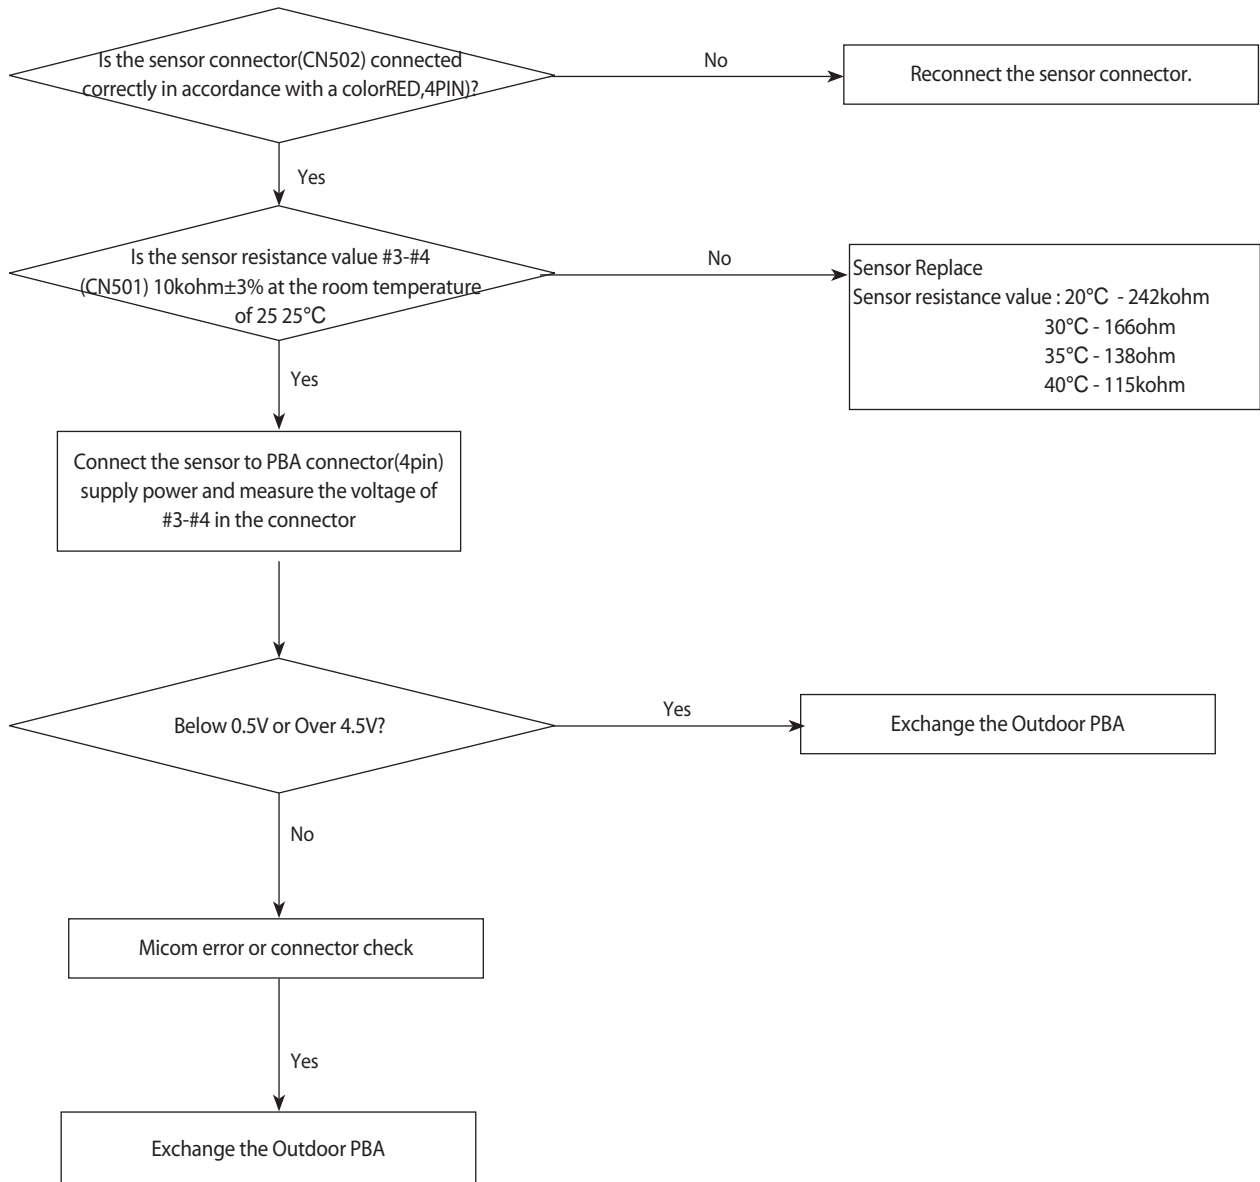 Is the sensor connector(CN502) connected
correctly in accordance with a colorRED,4PIN)?
No
Reconnect the sensor connector.
Yes
Is the sensor resistance value #3-#4
(CN501) 10kohm±3% at the room temperature
of 25 25°C
No
Sensor Replace
Sensor resistance value : 20°C - 242kohm
30°C - 166ohm
35°C - 138ohm
40°C - 115kohm
Yes
Connect the sensor to PBA connector(4pin)
supply power and measure the voltage of
#3-#4 in the connector
Below 0.5V or Over 4.5V?
Yes
Exchange the Outdoor PBA
No
Micom error or connector check
Yes
Exchange the Outdoor PBA